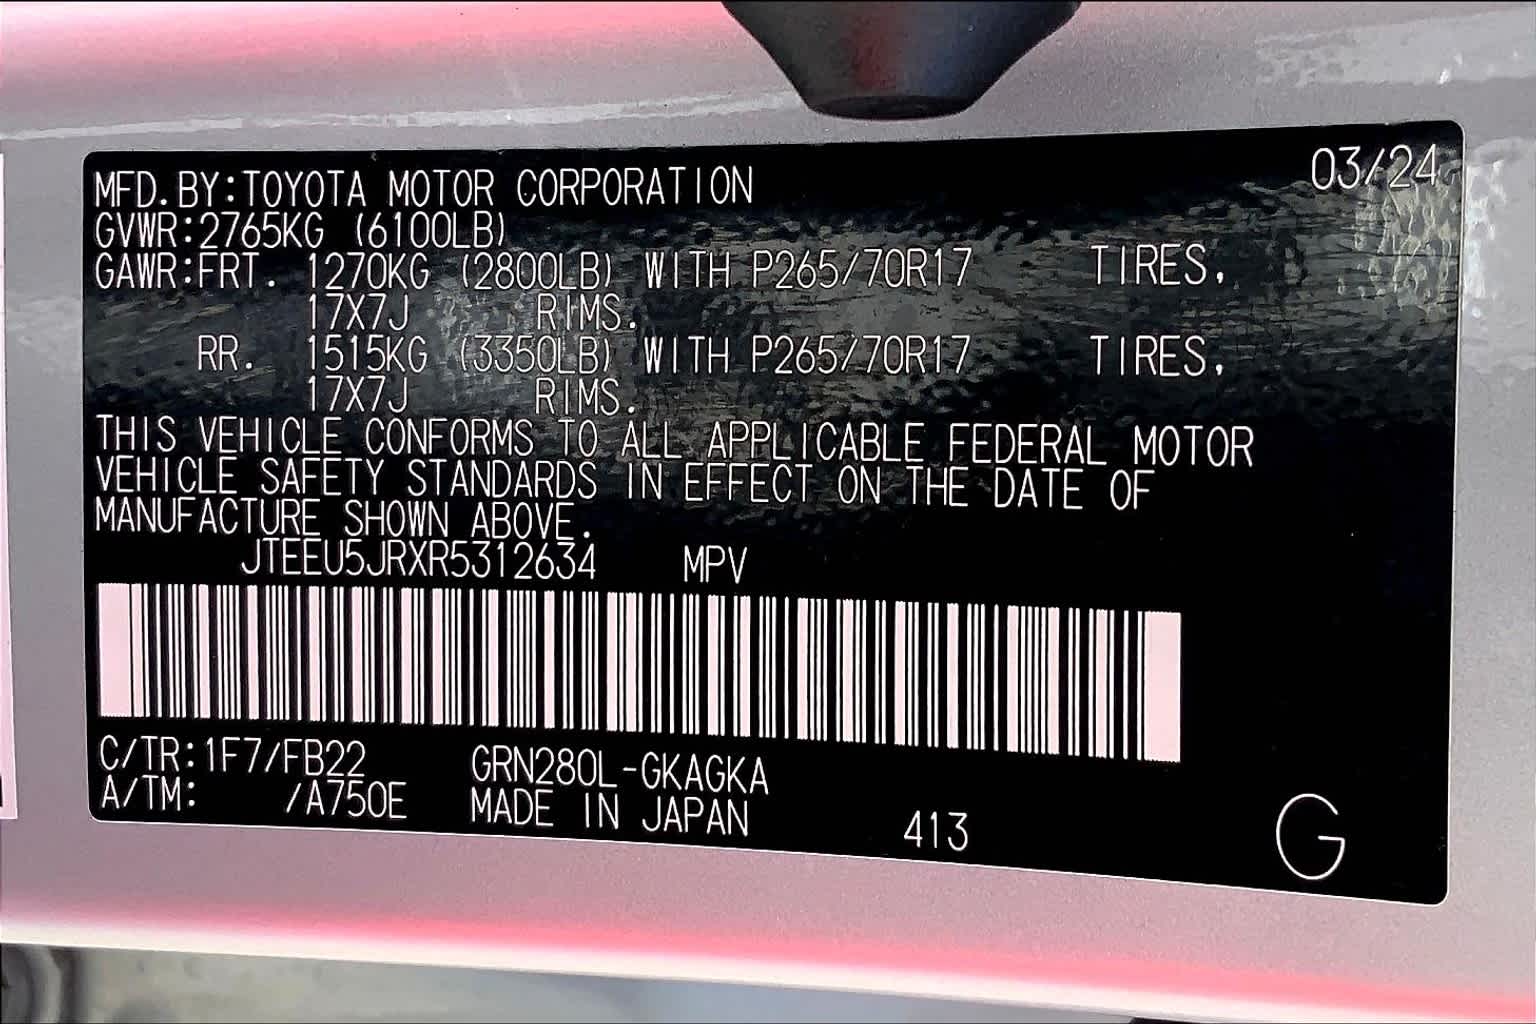 03/24
MFD.BY:TOYOTA MOTOR CORPORATION
GVWR:2765KG (6100LB)
GAWR:FRT. 1270KG (2800LB) WITH P265/70R17 TIRES,
17X7J RIMS.
RR. 1515KG (3350LB) WITH P265/70R17 TIRES,
17X7J RIMS.
THIS VEHICLE CONFORMS TO ALL APPLICABLE FEDERAL MOTOR
VEHICLE SAFETY STANDARDS IN EFFECT ON THE DATE OF
MANUFACTURE SHOWN ABOVE.
JTEEU5JRXR5312634 MPV
C/TR:1F7/FB22 GRN280L-GKAGKA
A/TM: /A750E MADE IN JAPAN 413 G